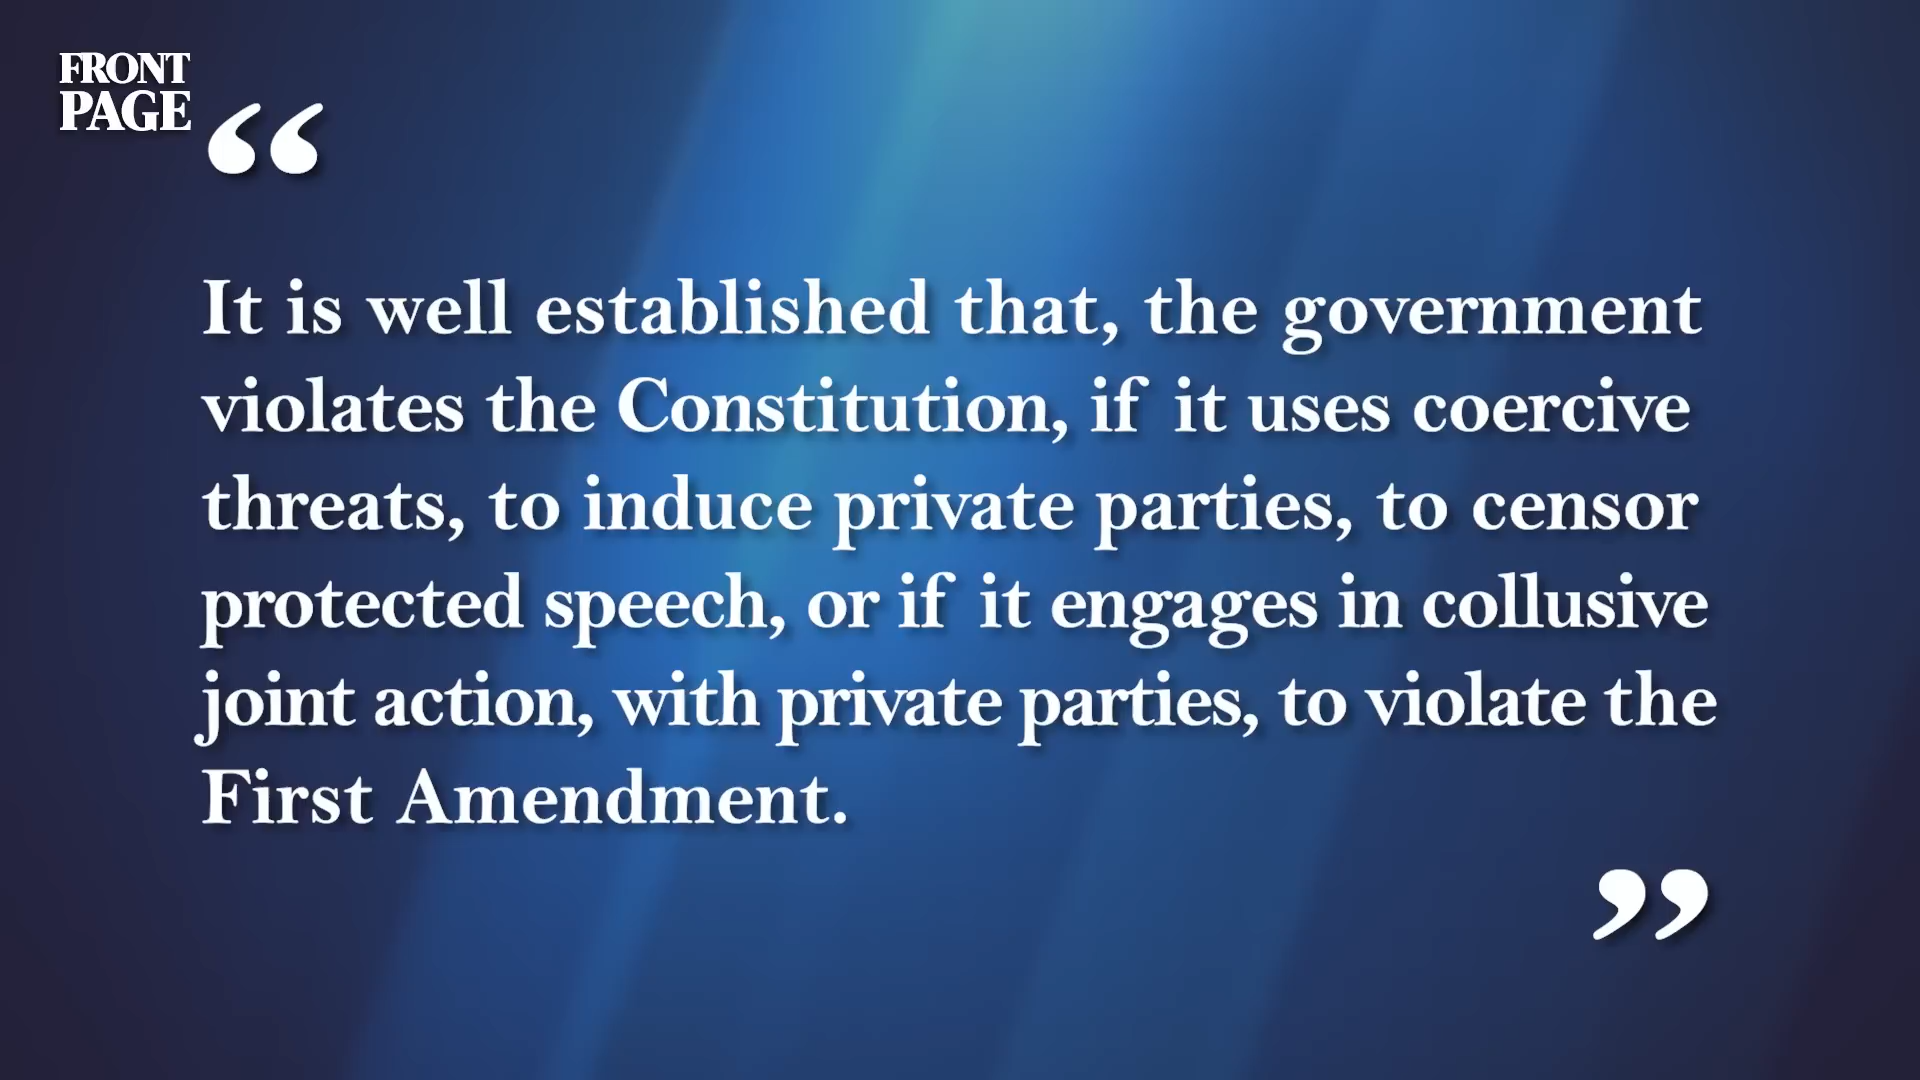 FRONT
PAGE
“
It is well established that, the government
violates the Constitution, if it uses coercive
threats, to induce private parties, to censor
protected speech, or if it engages in collusive
joint action, with private parties, to violate the
First Amendment.
”